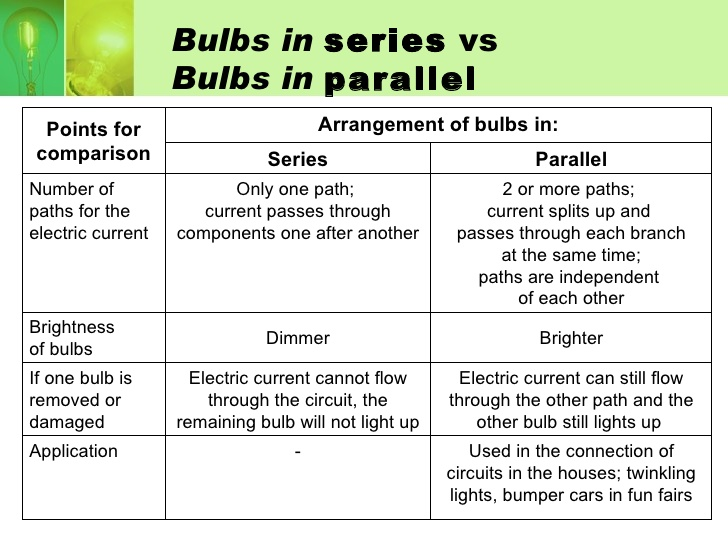 Bulbs in series vs
Bulbs in parallel
Points for
comparison
Arrangement of bulbs in:
Series
Parallel
Number of
paths for the
electric current
Only one path;
current passes through
components one after another
2 or more paths;
current splits up and
passes through each branch
at the same time;
paths are independent
of each other
Brightness
of bulbs
Dimmer
Brighter
If one bulb is
removed or
damaged
Electric current cannot flow
through the circuit, the
remaining bulb will not light up
Electric current can still flow
through the other path and the
other bulb still lights up
Application
-
Used in the connection of
circuits in the houses; twinkling
lights, bumper cars in fun fairs